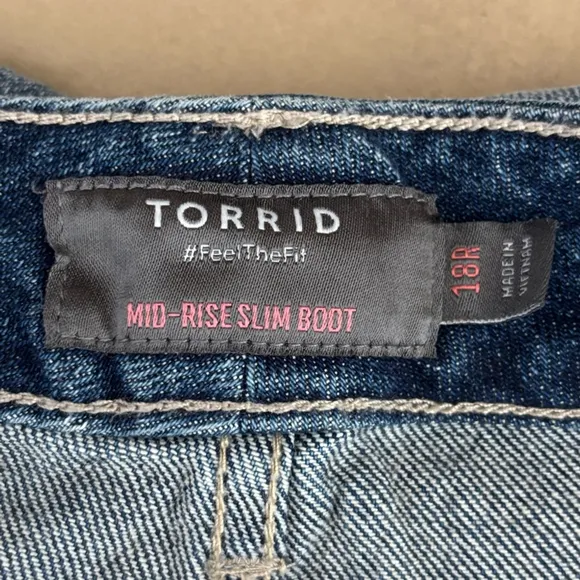 TORRID
#FeelTheFit
MID-RISE SLIM BOOT
18R
MADE IN
VIETNAM